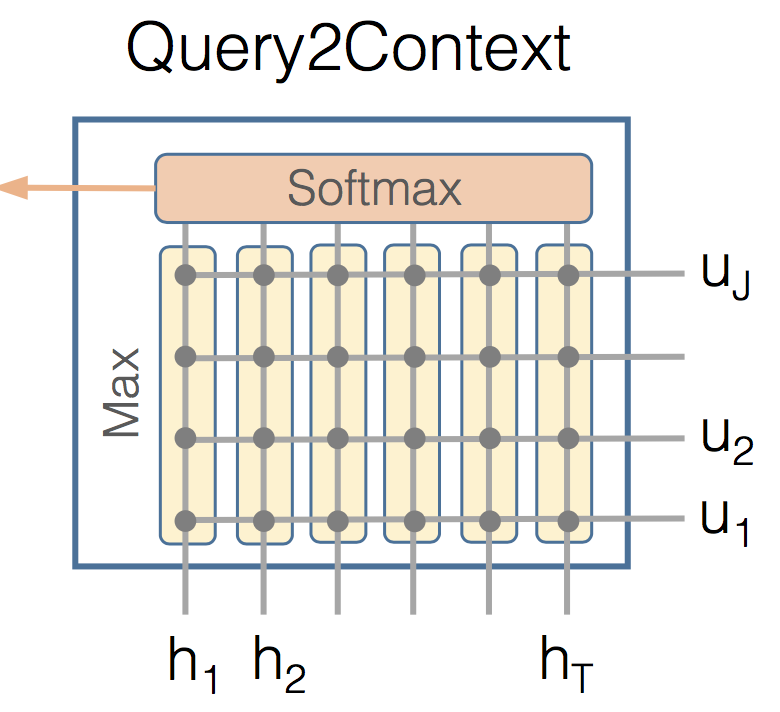 Query2Context
Softmax
Max
u_J
u_2
u_1
h_1 h_2 h_T